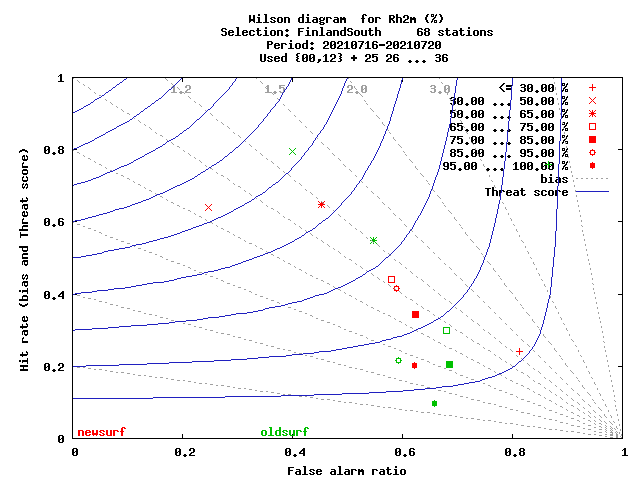 Wilson diagram  for Rh2m (%)
Selection: FinlandSouth     68 stations
Period: 20210716-20210720
Used {00,12} + 25 26 ... 36
1.2 1.5 2.0 3.0
<= 30.00 %
30.00 ... 50.00 %
50.00 ... 65.00 %
65.00 ... 75.00 %
75.00 ... 85.00 %
85.00 ... 95.00 %
95.00 ... 100.00 %
bias
Threat score
Hit rate (bias and Threat score)
1
0.8
0.6
0.4
0.2
0
newsurf oldsurf
0 0.2 0.4 0.6 0.8 1
False alarm ratio